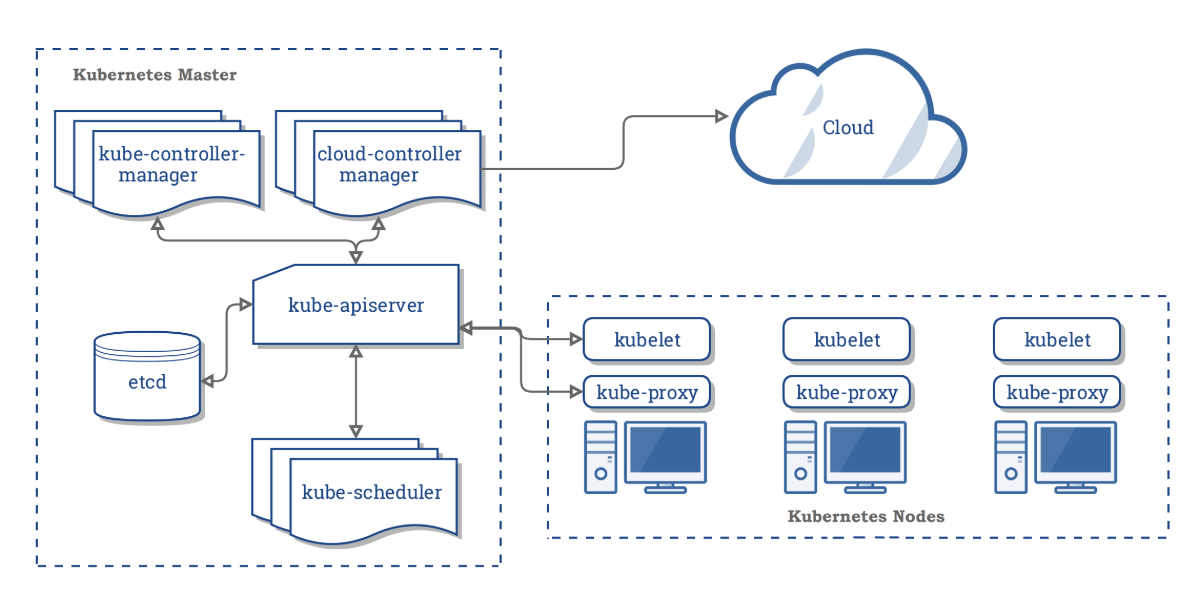 Kubernetes Master
kube-controller-
manager
cloud-controller
manager
Cloud
kube-apiserver
etcd
kube-scheduler
kubelet
kubelet
kubelet
kube-proxy
kube-proxy
kube-proxy
Kubernetes Nodes